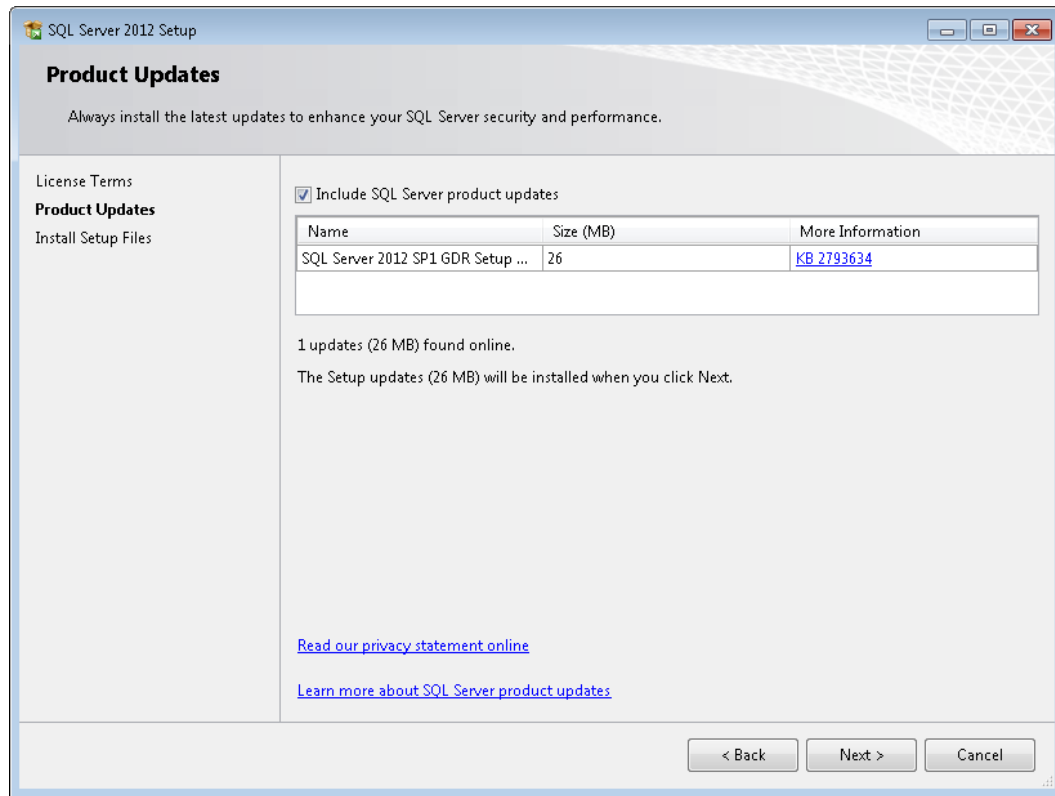 SQL Server 2012 Setup
Product Updates
Always install the latest updates to enhance your SQL Server security and performance.
License Terms
Product Updates
Install Setup Files
Include SQL Server product updates
Name Size (MB) More Information
SQL Server 2012 SP1 GDR Setup ... 26 KB 2793634
1 updates (26 MB) found online.
The Setup updates (26 MB) will be installed when you click Next.
Read our privacy statement online
Learn more about SQL Server product updates
< Back Next > Cancel